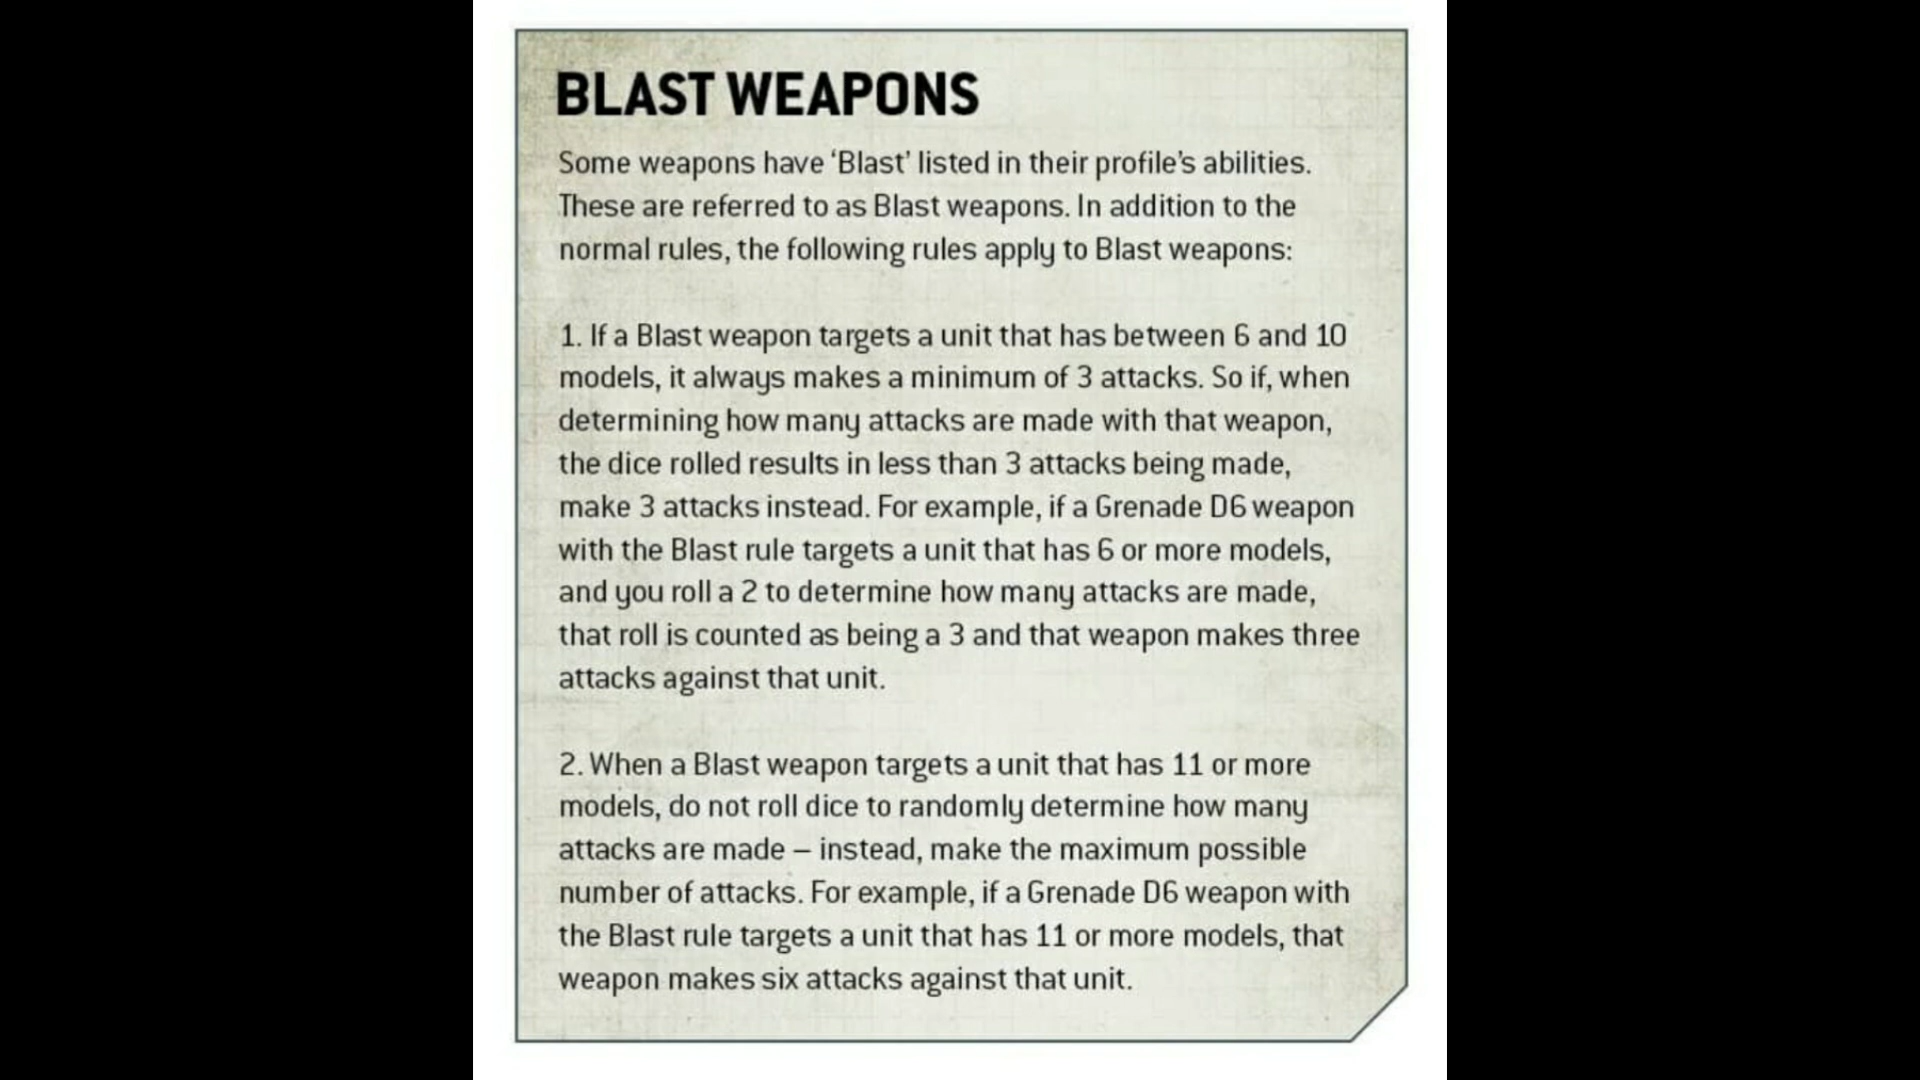 BLAST WEAPONS
Some weapons have ‘Blast’ listed in their profile’s abilities.
These are referred to as Blast weapons. In addition to the
normal rules, the following rules apply to Blast weapons:
1. If a Blast weapon targets a unit that has between 6 and 10
models, it always makes a minimum of 3 attacks. So if, when
determining how many attacks are made with that weapon,
the dice rolled results in less than 3 attacks being made,
make 3 attacks instead. For example, if a Grenade D6 weapon
with the Blast rule targets a unit that has 6 or more models,
and you roll a 2 to determine how many attacks are made,
that roll is counted as being a 3 and that weapon makes three
attacks against that unit.
2. When a Blast weapon targets a unit that has 11 or more
models, do not roll dice to randomly determine how many
attacks are made – instead, make the maximum possible
number of attacks. For example, if a Grenade D6 weapon with
the Blast rule targets a unit that has 11 or more models, that
weapon makes six attacks against that unit.